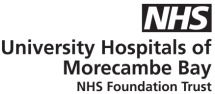 NHS
University Hospitals of
Morecambe Bay
NHS Foundation Trust